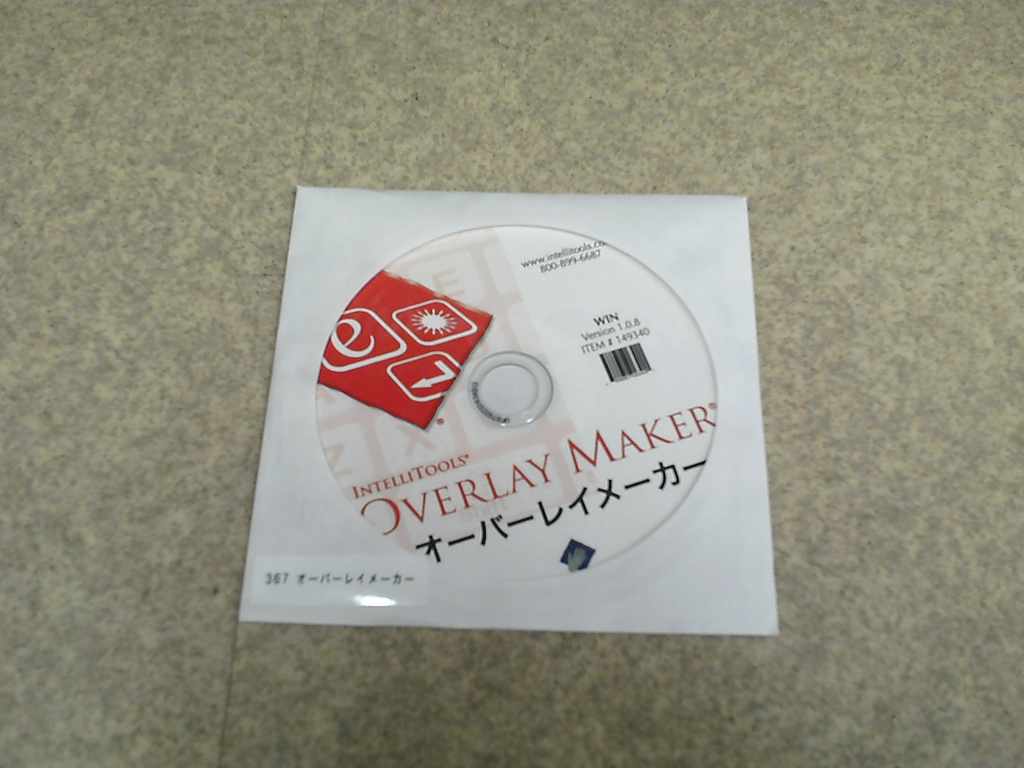 www.intellitools.co
800-899-6687
WIN
Version 1.0.8
ITEM # 149340
e
INTELLITOOLS®
OVERLAY MAKER®
オーバーレイメーカー
367 オーバーレイメーカー